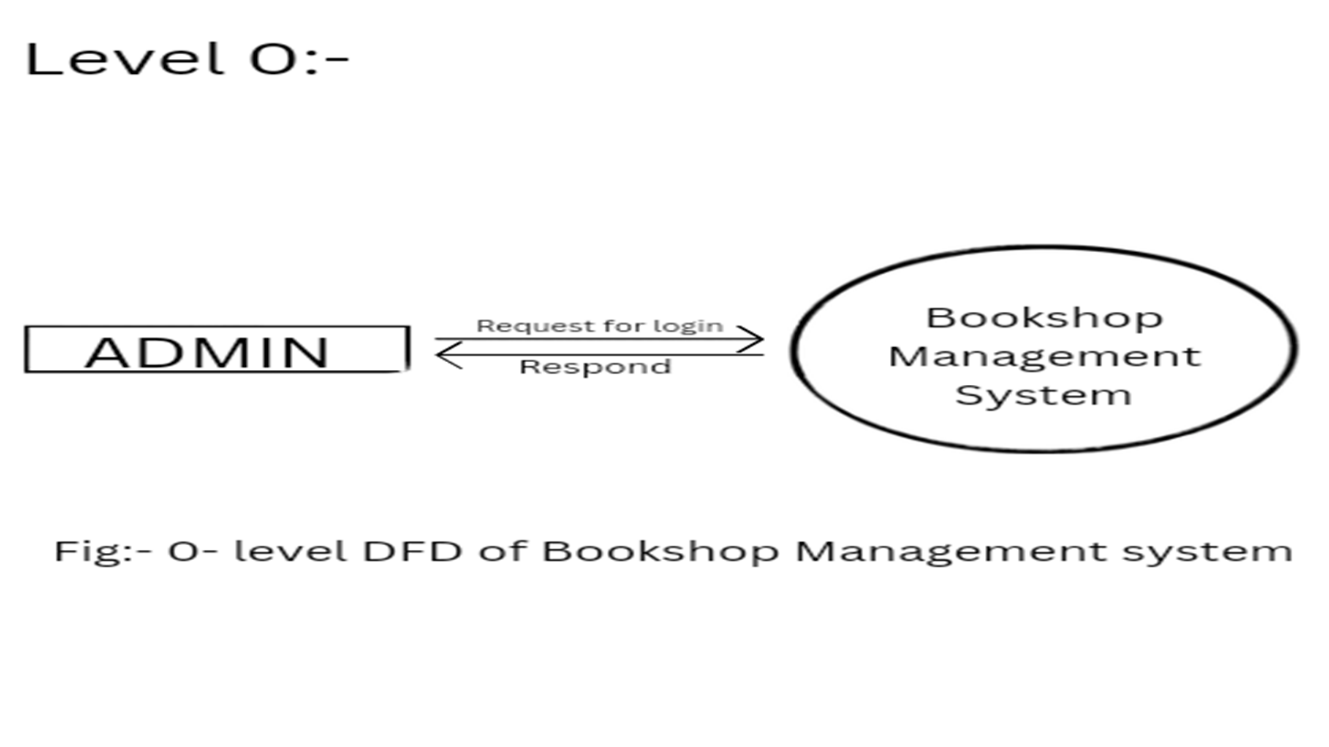 Level 0:-
Request for login
ADMIN
Respond
Bookshop
Management
System
Fig:- 0- level DFD of Bookshop Management system